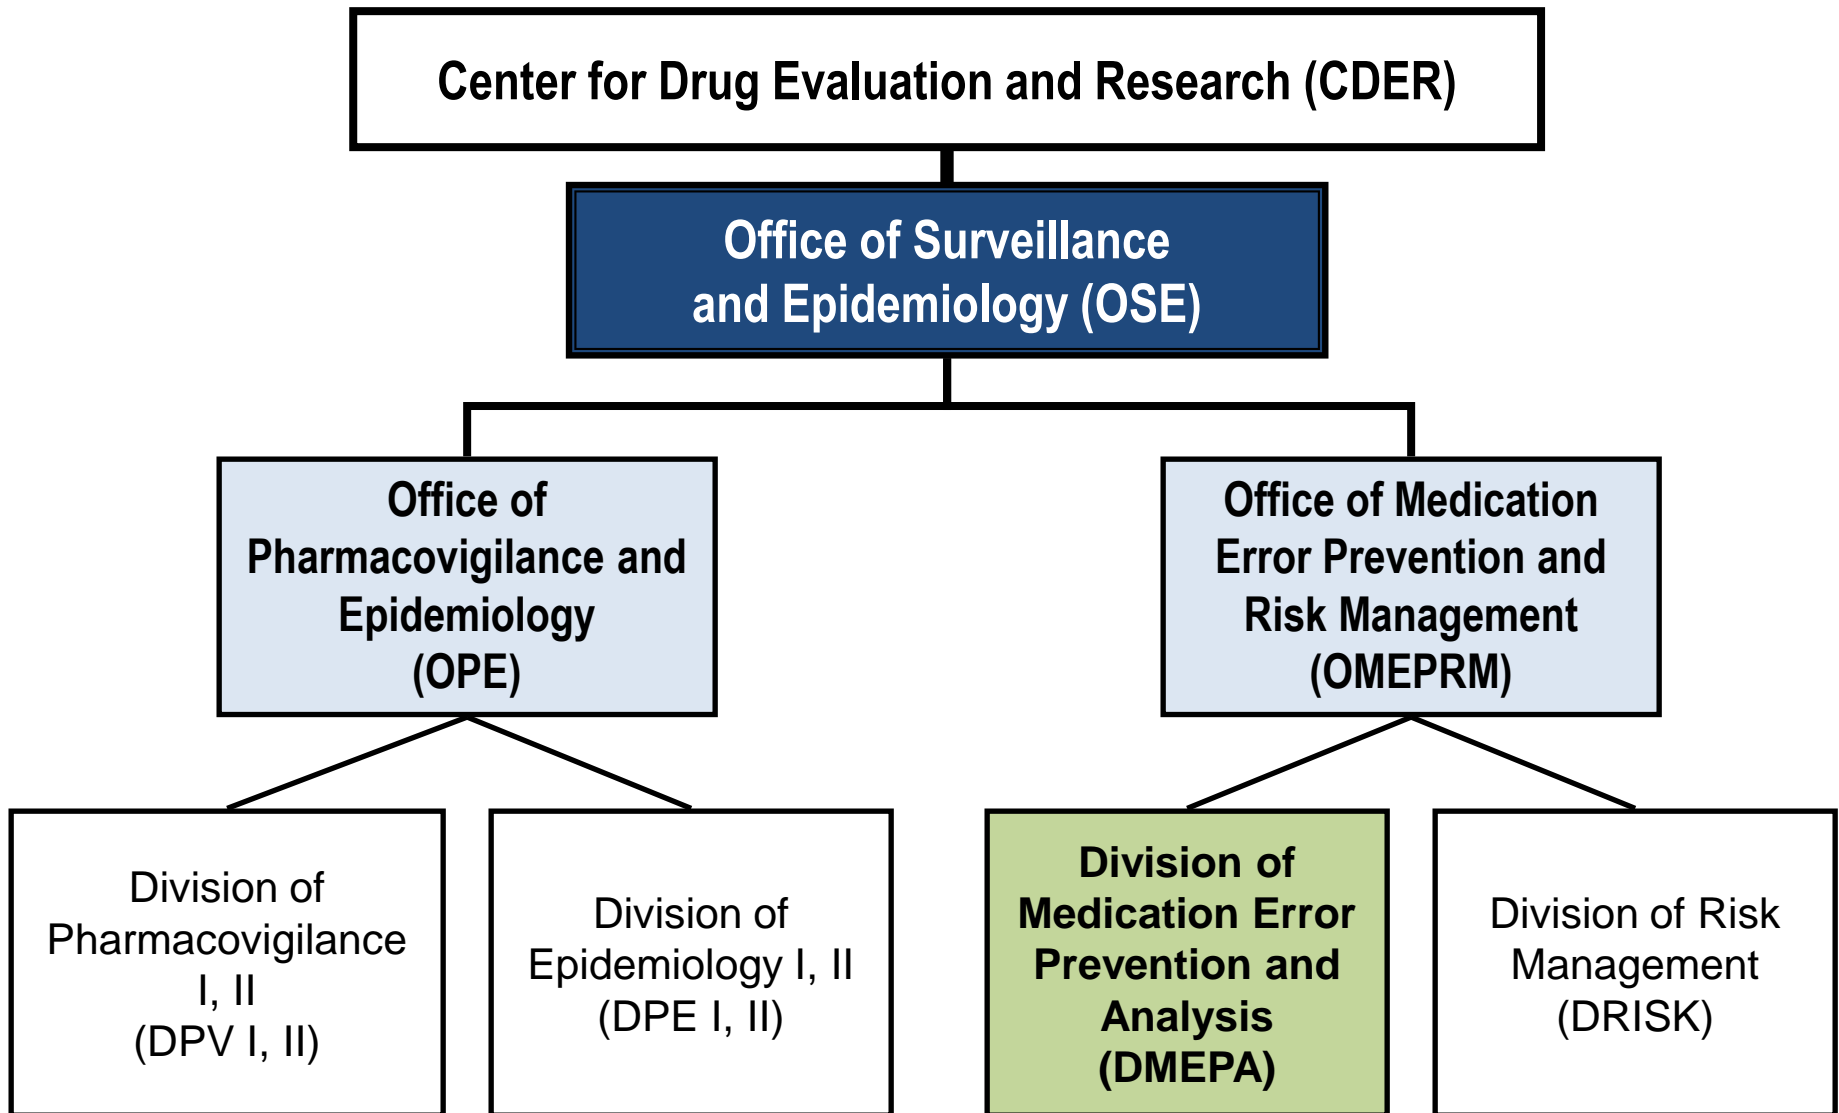 Center for Drug Evaluation and Research (CDER)
Office of Surveillance
and Epidemiology (OSE)
Office of
Pharmacovigilance and
Epidemiology
(OPE)
Office of Medication
Error Prevention and
Risk Management
(OMEPRM)
Division of
Pharmacovigilance
I, II
(DPV I, II)
Division of
Epidemiology I, II
(DPE I, II)
Division of
Medication Error
Prevention and
Analysis
(DMEPA)
Division of Risk
Management
(DRISK)